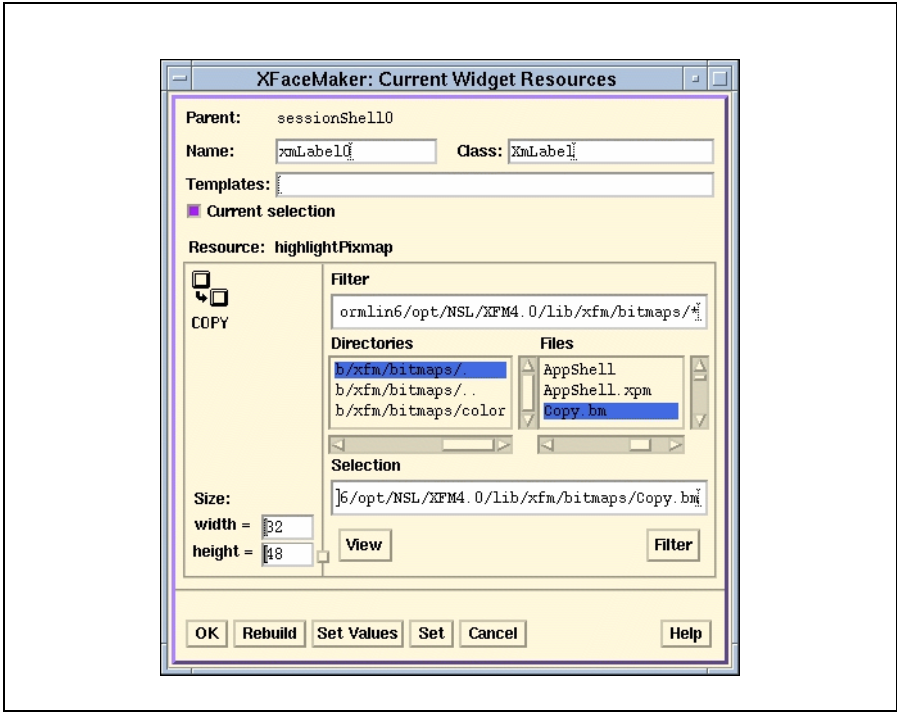 XFaceMaker: Current Widget Resources
Parent: sessionShell0
Name: xmLabel0 Class: XmLabel
Templates:
Current selection
Resource: highlightPixmap
COPY
Filter
ormlin6/opt/NSL/XFM4.0/lib/xfm/bitmaps/*
Directories Files
b/xfm/bitmaps/. AppShell
b/xfm/bitmaps/.. AppShell.xpm
b/xfm/bitmaps/color Copy.bm
Selection
6/opt/NSL/XFM4.0/lib/xfm/bitmaps/Copy.bm
Size:
width = 32
height = 48
View Filter
OK Rebuild Set Values Set Cancel Help